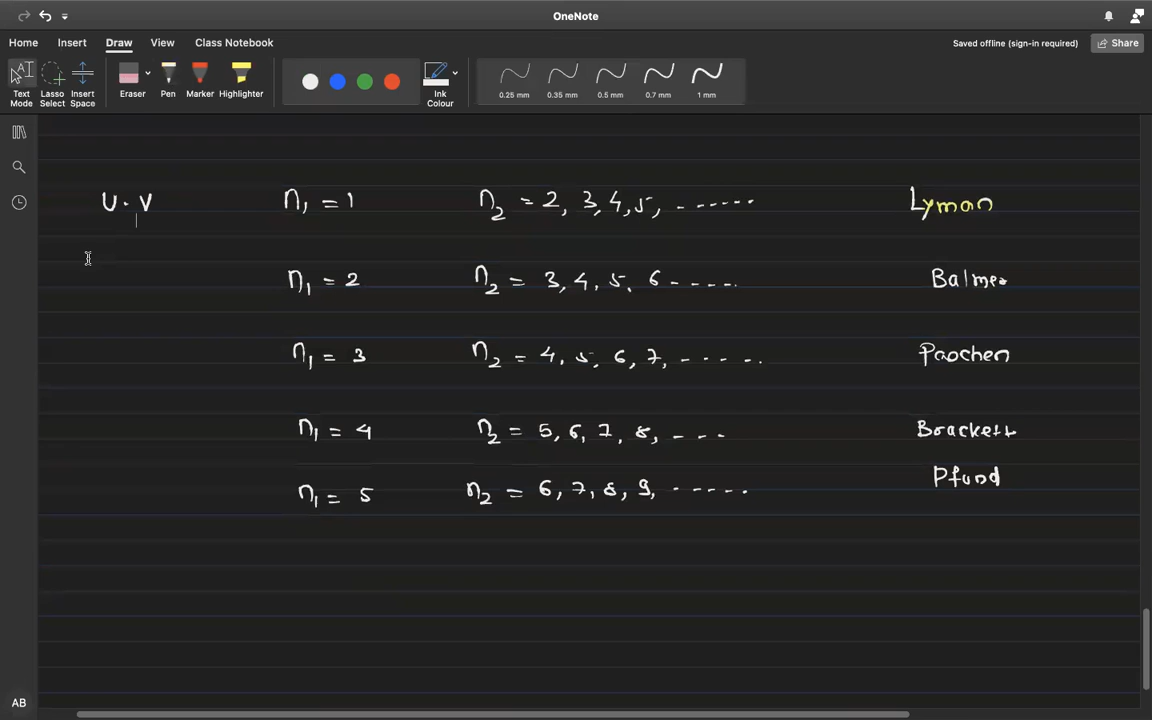 OneNote
Home Insert Draw View Class Notebook
Saved offline (sign-in required) Share
Text Mode Lasso Select Insert Space Eraser Pen Marker Highlighter Ink Colour 0.25 mm 0.35 mm 0.5 mm 0.7 mm 1 mm
U.V n₁ = 1 n₂ = 2, 3, 4, 5, ------- Lyman
n₁ = 2 n₂ = 3, 4, 5, 6 ----- Balmer
n₁ = 3 n₂ = 4, 5, 6, 7, ------ Paschen
n₁ = 4 n₂ = 5, 6, 7, 8, ---- Brackett
n₁ = 5 n₂ = 6, 7, 8, 9, ------ Pfund
AB